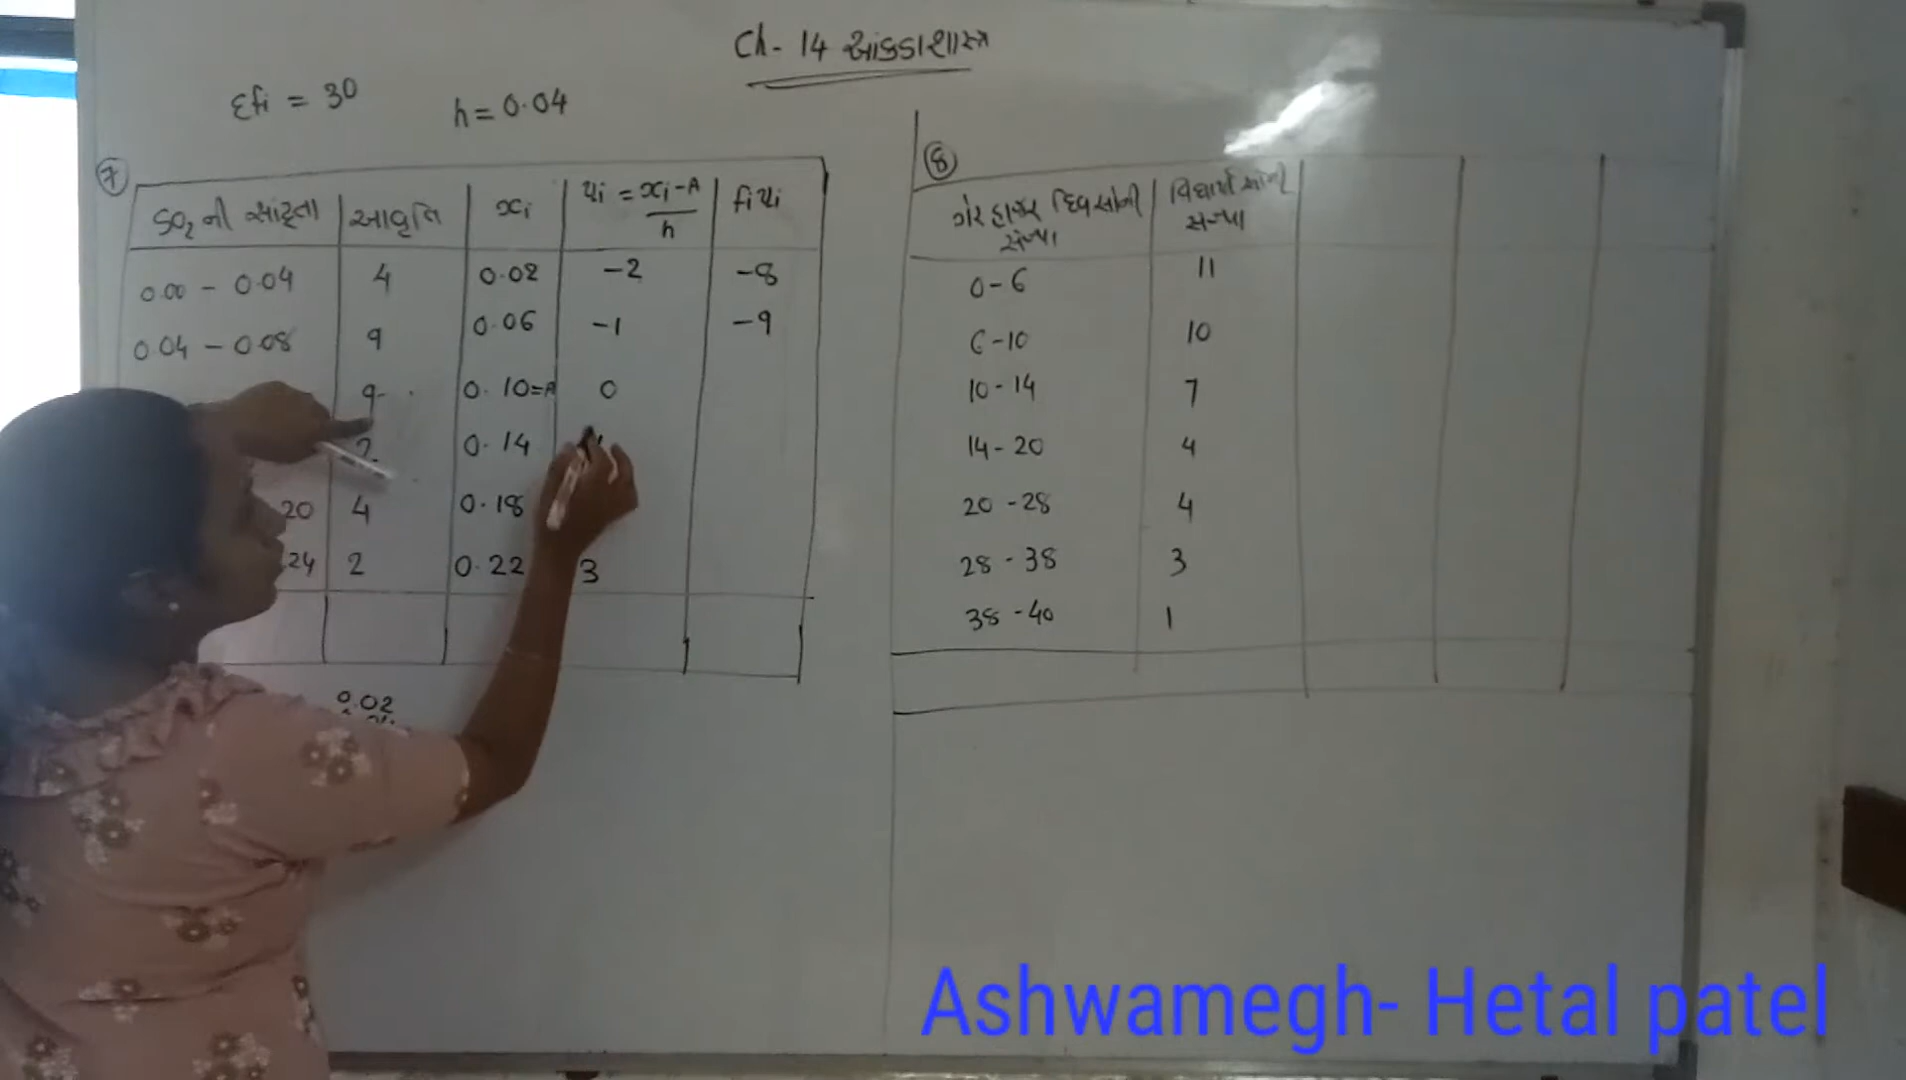 Ch - 14 આંકડાશાસ્ત્ર
Σfi = 30
h = 0.04
7
SO₂ ની સાંદ્રતા આવૃત્તિ xi ui = xi - A / h fiui
0.00 - 0.04 4 0.02 -2 -8
0.04 - 0.08 9 0.06 -1 -9
9 0.10 = A 0
2 0.14
20 4 0.18
.24 2 0.22 3
0.02
8
ગેર હાજર દિવસોની સંખ્યા વિદ્યાર્થીઓની સંખ્યા
0-6 11
6-10 10
10-14 7
14-20 4
20-28 4
28-38 3
38-40 1
Ashwamegh- Hetal patel